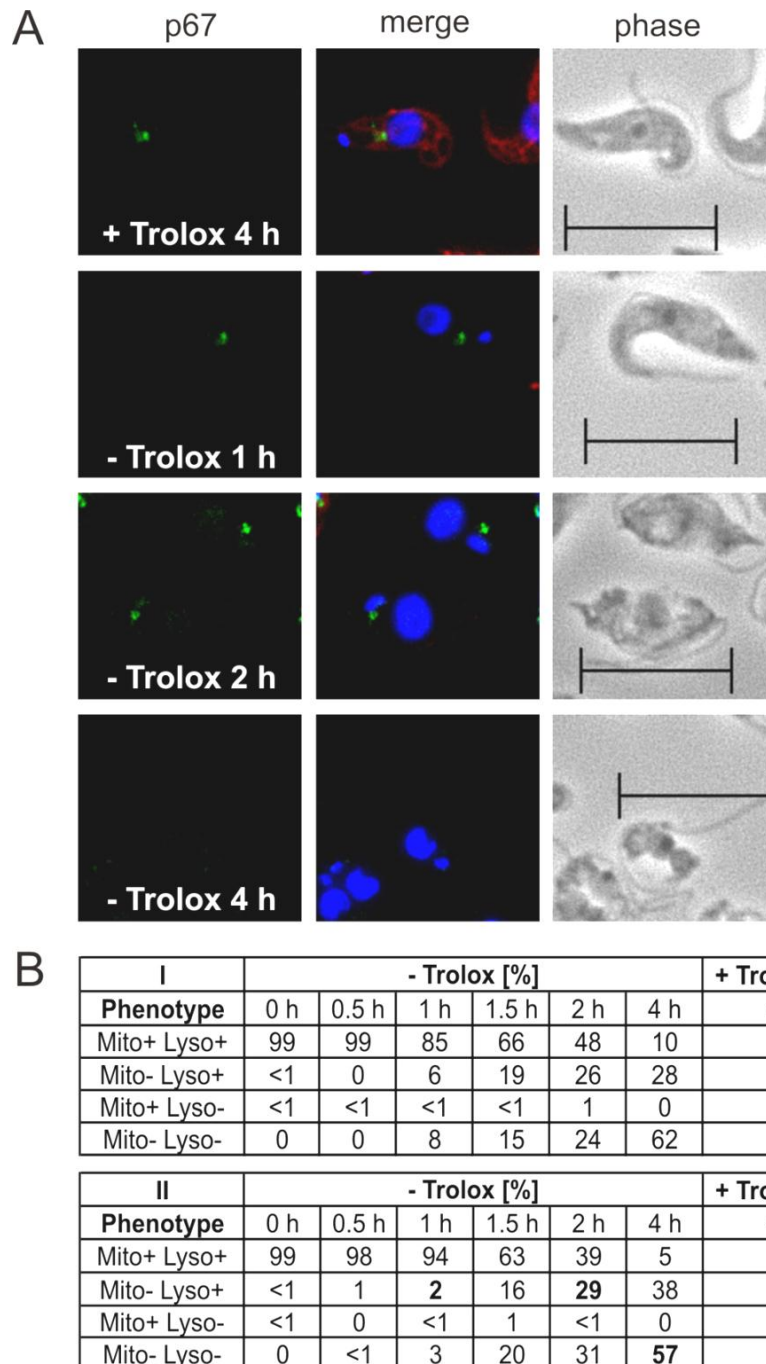 A
p67 merge phase
+ Trolox 4 h
- Trolox 1 h
- Trolox 2 h
- Trolox 4 h
B
I - Trolox [%] +
Phenotype 0 h 0.5 h 1 h 1.5 h 2 h 4 h
Mito+ Lyso+ 99 99 85 66 48 10
Mito- Lyso+ <1 0 6 19 26 28
Mito+ Lyso- <1 <1 <1 <1 1 0
Mito- Lyso- 0 0 8 15 24 62
II - Trolox [%] +
Phenotype 0 h 0.5 h 1 h 1.5 h 2 h 4 h
Mito+ Lyso+ 99 98 94 63 39 5
Mito- Lyso+ <1 1 2 16 29 38
Mito+ Lyso- <1 0 <1 1 <1 0
Mito- Lyso- 0 <1 3 20 31 57